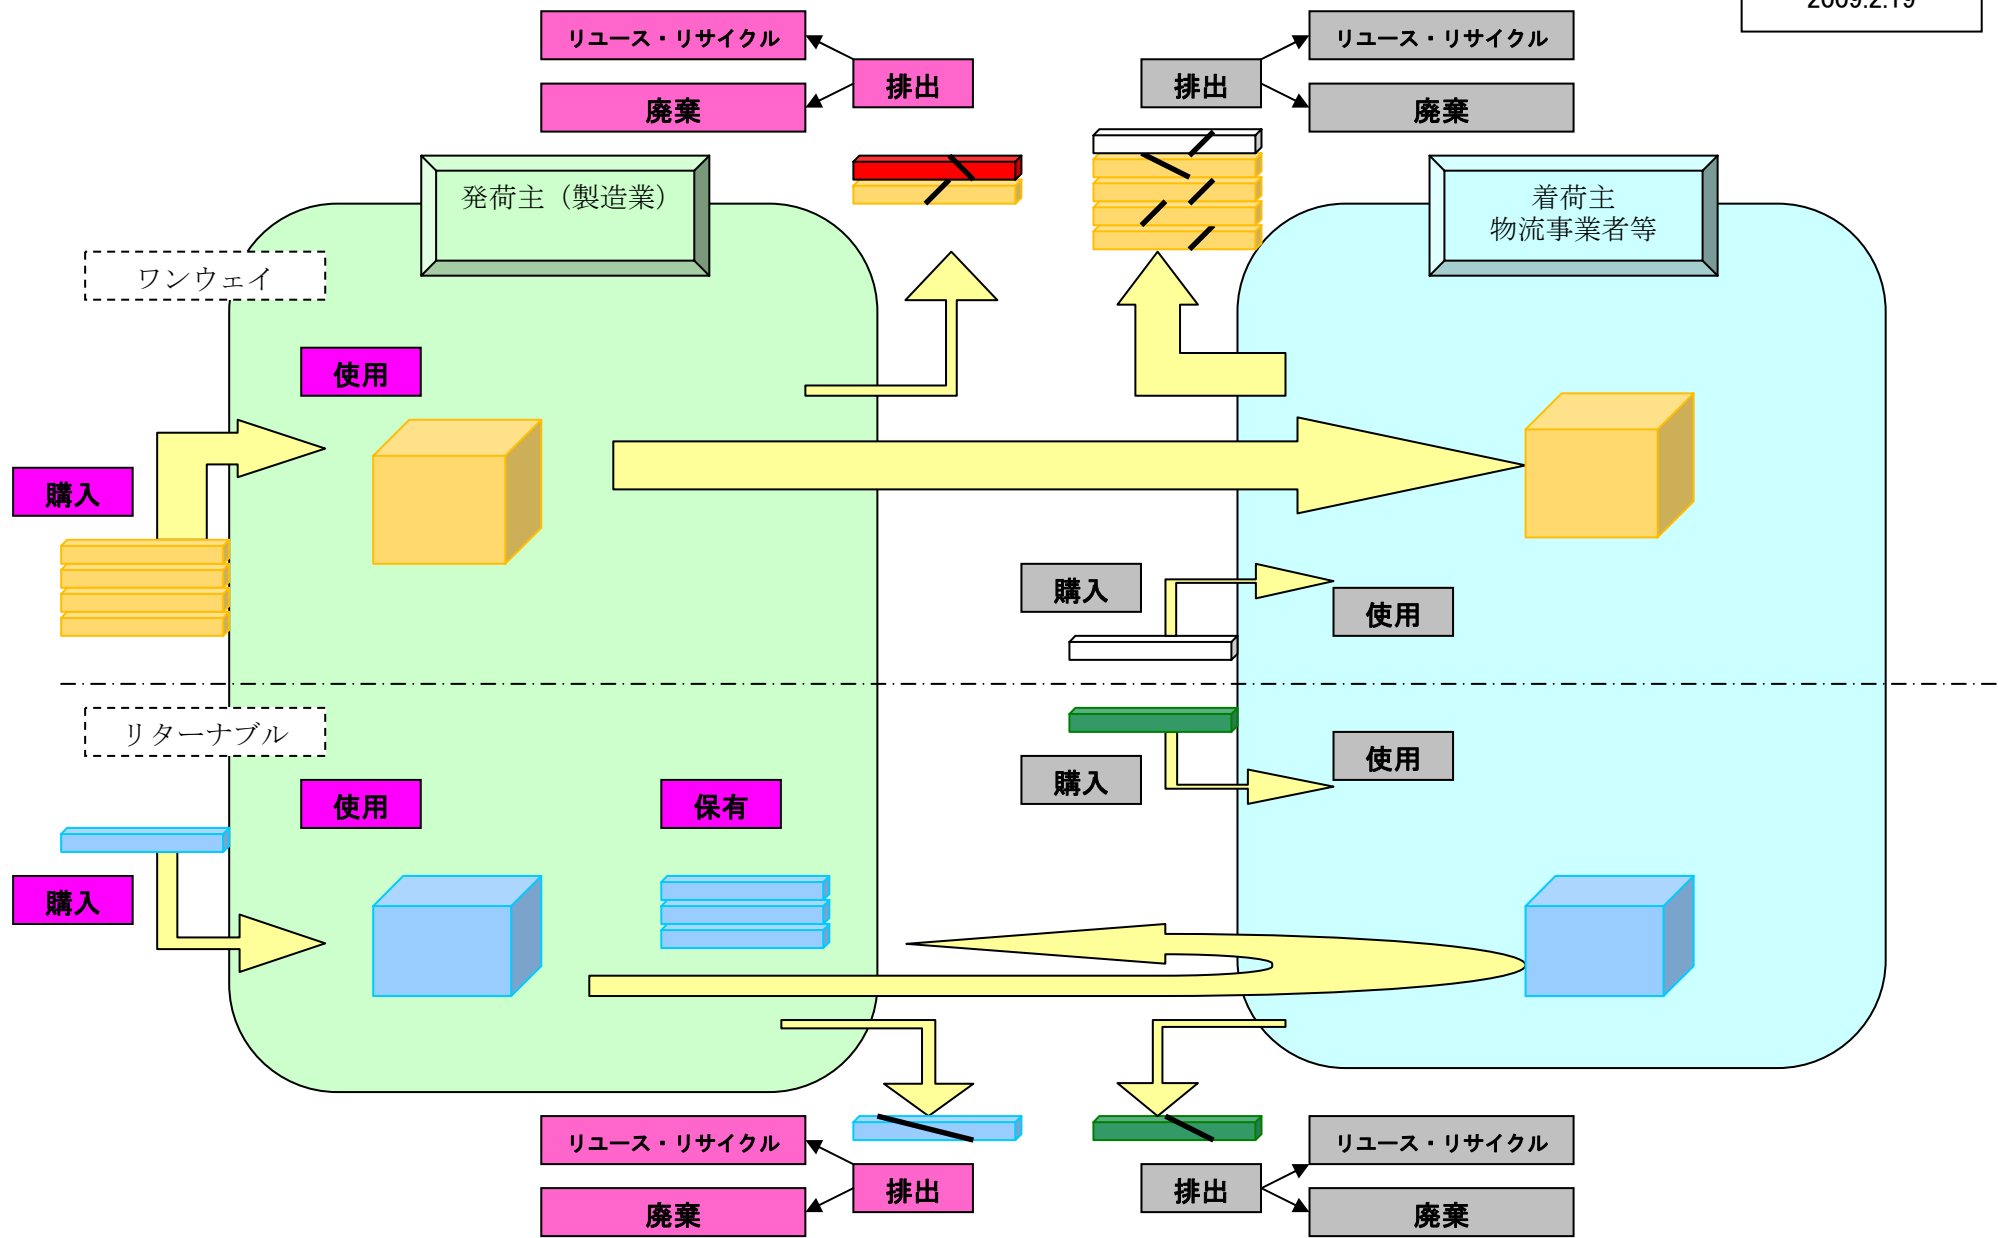 2009.2.19
リユース・リサイクル
排出
廃棄
リユース・リサイクル
排出
廃棄
発荷主（製造業）
着荷主
物流事業者等
ワンウェイ
使用
購入
購入
使用
リターナブル
使用
保有
購入
購入
使用
リユース・リサイクル
排出
廃棄
リユース・リサイクル
排出
廃棄